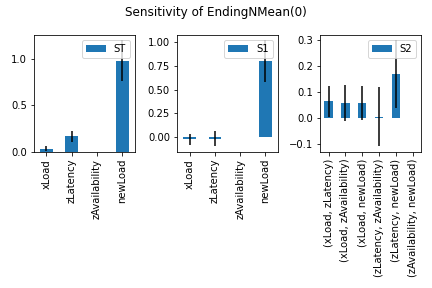 Sensitivity of EndingNMean(0)
ST
1.0
0.5
0.0
xLoad
zLatency
zAvailability
newLoad
S1
1.00
0.75
0.50
0.25
0.00
xLoad
zLatency
zAvailability
newLoad
S2
0.3
0.2
0.1
0.0
−0.1
(xLoad, zLatency)
(xLoad, zAvailability)
(xLoad, newLoad)
(zLatency, zAvailability)
(zLatency, newLoad)
(zAvailability, newLoad)